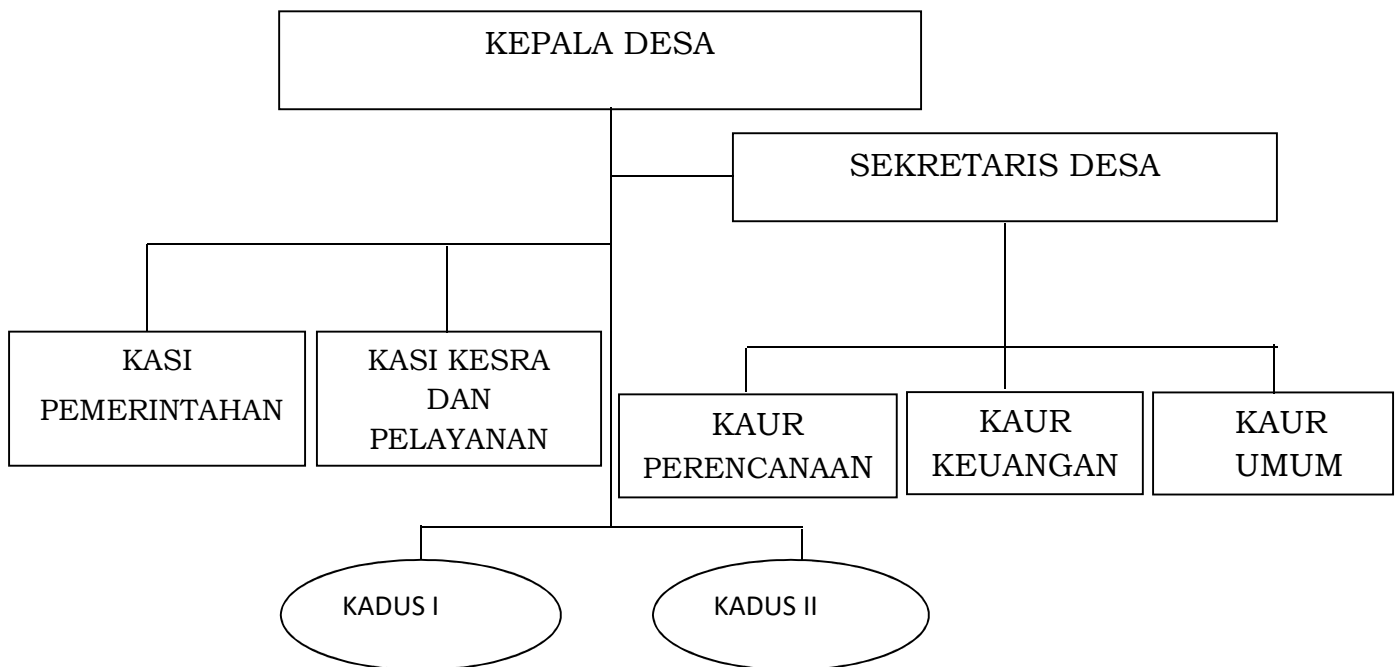 KEPALA DESA
SEKRETARIS DESA
KASI
PEMERINTAHAN
KASI KESRA
DAN
PELAYANAN
KAUR
PERENCANAAN
KAUR
KEUANGAN
KAUR
UMUM
KADUS I
KADUS II